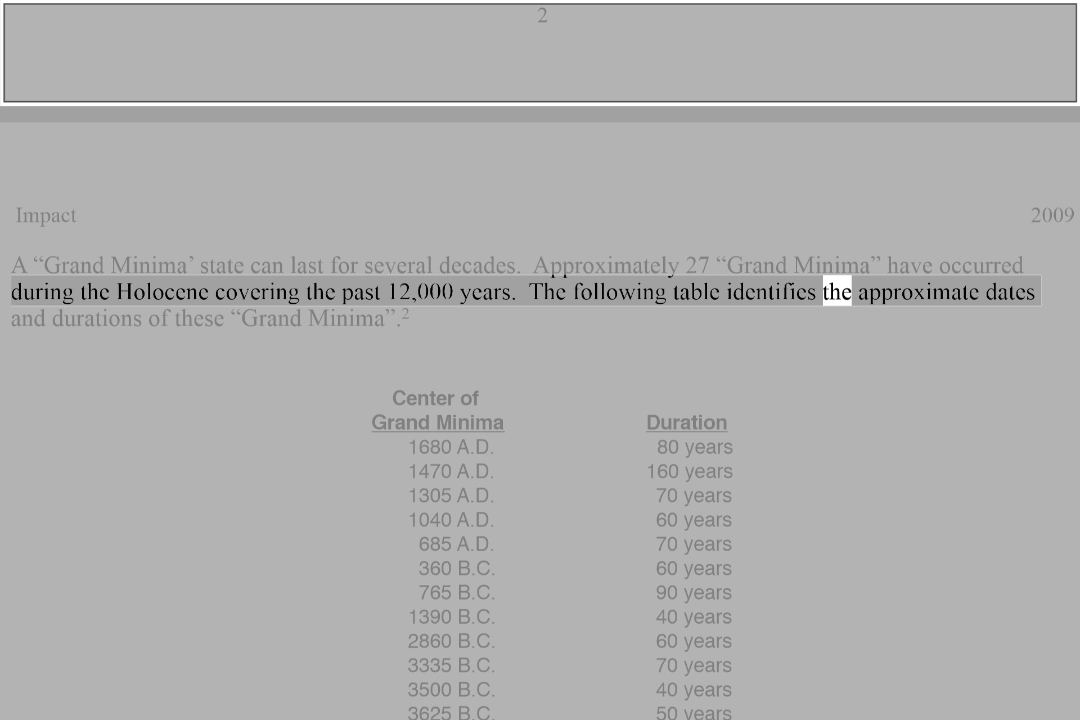 2
Impact 2009
A “Grand Minima’ state can last for several decades. Approximately 27 “Grand Minima” have occurred
during the Holocene covering the past 12,000 years. The following table identifies the approximate dates
and durations of these “Grand Minima”.2
Center of
Grand Minima Duration
1680 A.D. 80 years
1470 A.D. 160 years
1305 A.D. 70 years
1040 A.D. 60 years
685 A.D. 70 years
360 B.C. 60 years
765 B.C. 90 years
1390 B.C. 40 years
2860 B.C. 60 years
3335 B.C. 70 years
3500 B.C. 40 years
3625 B.C. 50 years